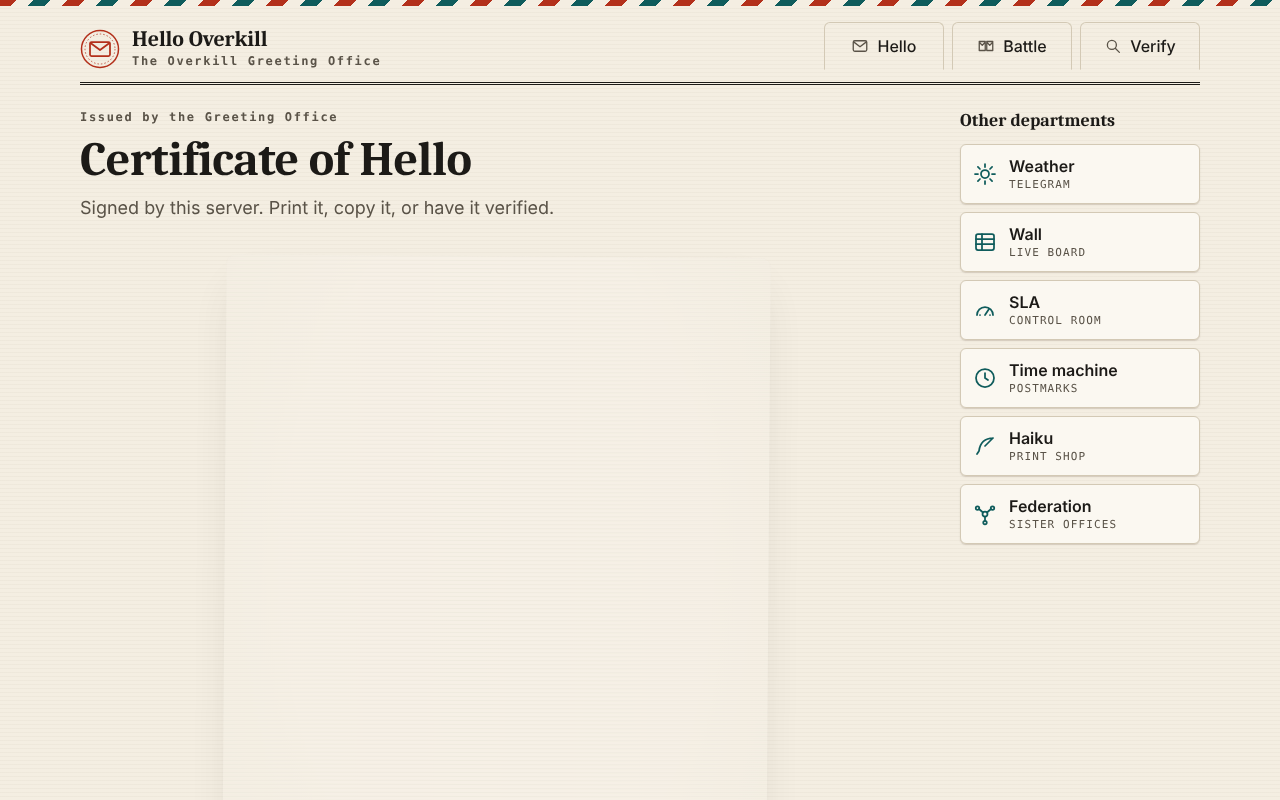 Hello Overkill
The Overkill Greeting Office
Hello
Battle
Verify
Issued by the Greeting Office
Certificate of Hello
Signed by this server. Print it, copy it, or have it verified.
Other departments
Weather
TELEGRAM
Wall
LIVE BOARD
SLA
CONTROL ROOM
Time machine
POSTMARKS
Haiku
PRINT SHOP
Federation
SISTER OFFICES